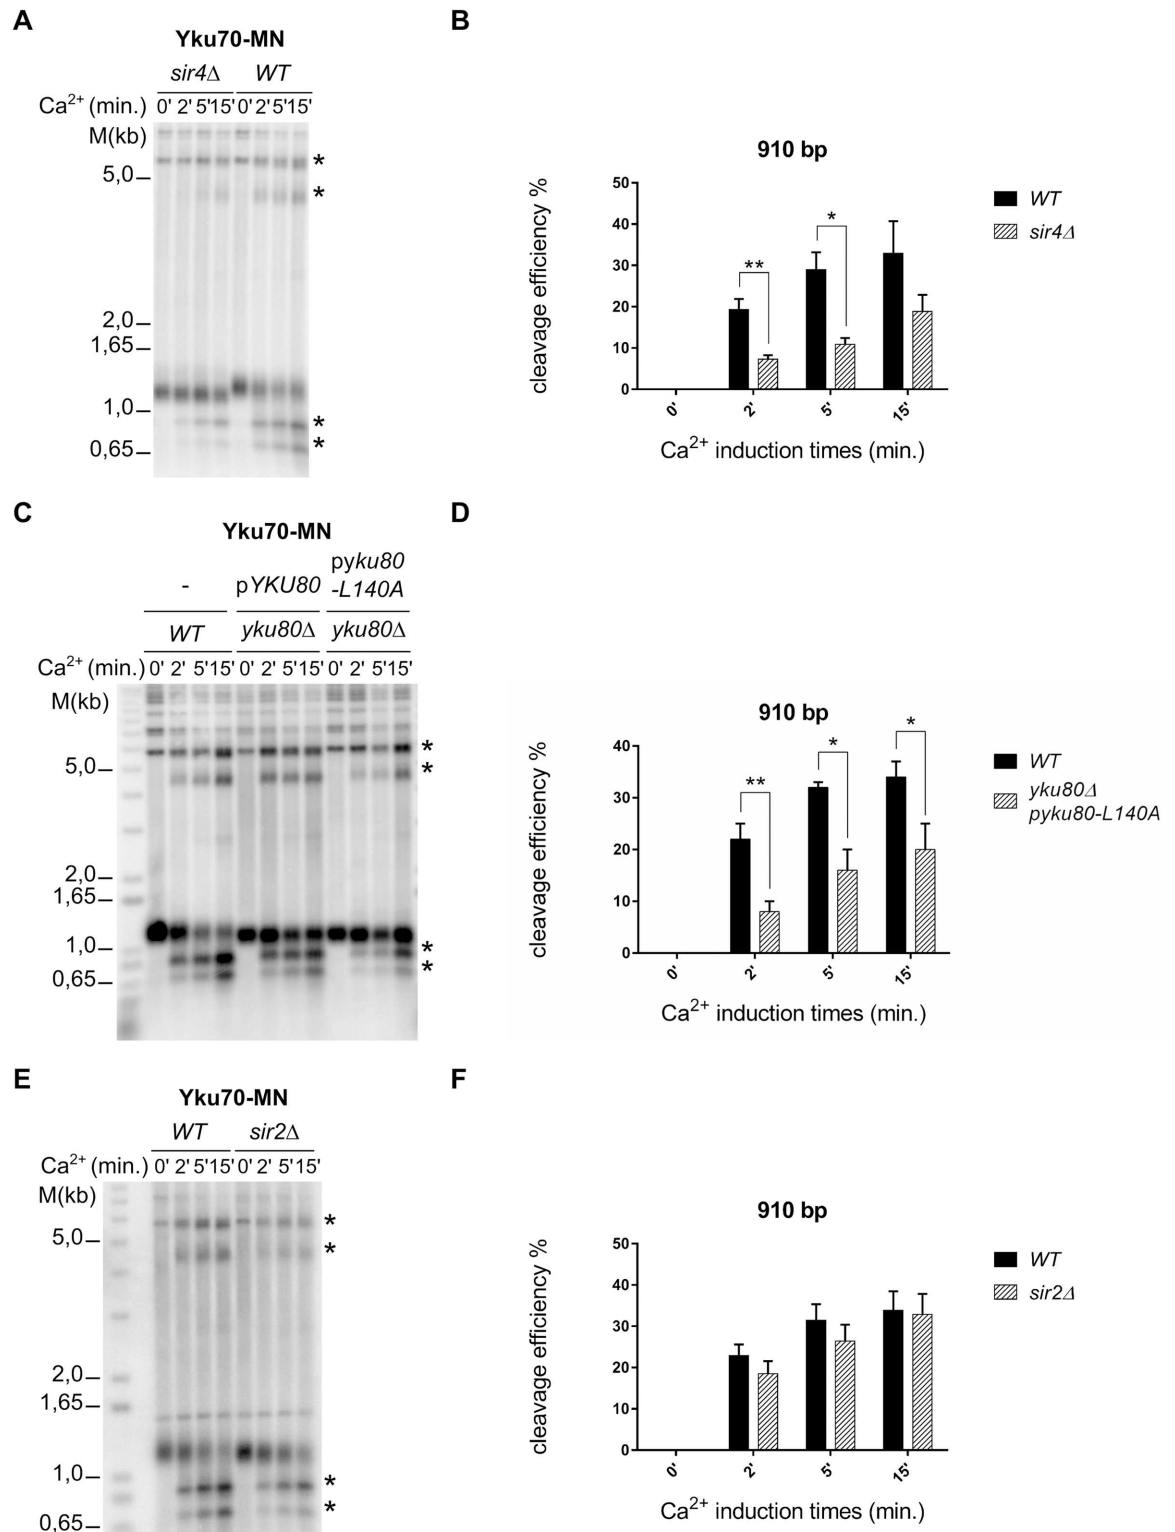 A
Yku70-MN
sir4Δ WT
Ca2+ (min.) 0' 2' 5' 15' 0' 2' 5' 15'
M(kb)
5,0
2,0
1,65
1,0
0,65
*
*
*
*
B
910 bp
cleavage efficiency %
50
40
30
20
10
0
** *
0' 2' 5' 15'
Ca2+ induction times (min.)
WT
sir4Δ
C
Yku70-MN
- pYKU80 pyku80
-L140A
WT yku80Δ yku80Δ
Ca2+ (min.) 0' 2' 5' 15' 0' 2' 5' 15' 0' 2' 5' 15'
M(kb)
5,0
2,0
1,65
1,0
0,65
*
*
*
*
D
910 bp
cleavage efficiency %
40
30
20
10
0
** * *
0' 2' 5' 15'
Ca2+ induction times (min.)
WT
yku80Δ
pyku80-L140A
E
Yku70-MN
WT sir2Δ
Ca2+ (min.) 0' 2' 5' 15' 0' 2' 5' 15'
M(kb)
5,0
2,0
1,65
1,0
0,65
*
*
*
*
F
910 bp
cleavage efficiency %
50
40
30
20
10
0
0' 2' 5' 15'
Ca2+ induction times (min.)
WT
sir2Δ